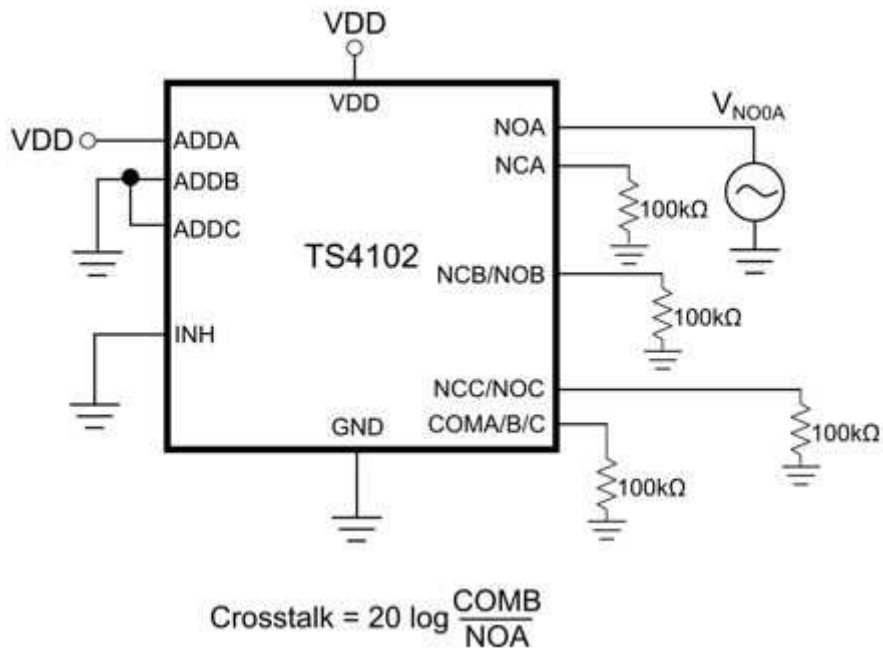 VDD
VDD
VDD
ADDA
ADDB
ADDC
INH
TS4102
GND
NOA
NCA
NCB/NOB
NCC/NOC
COMA/B/C
V_NO0A
100kΩ
100kΩ
100kΩ
100kΩ
Crosstalk = 20 log COMB/NOA